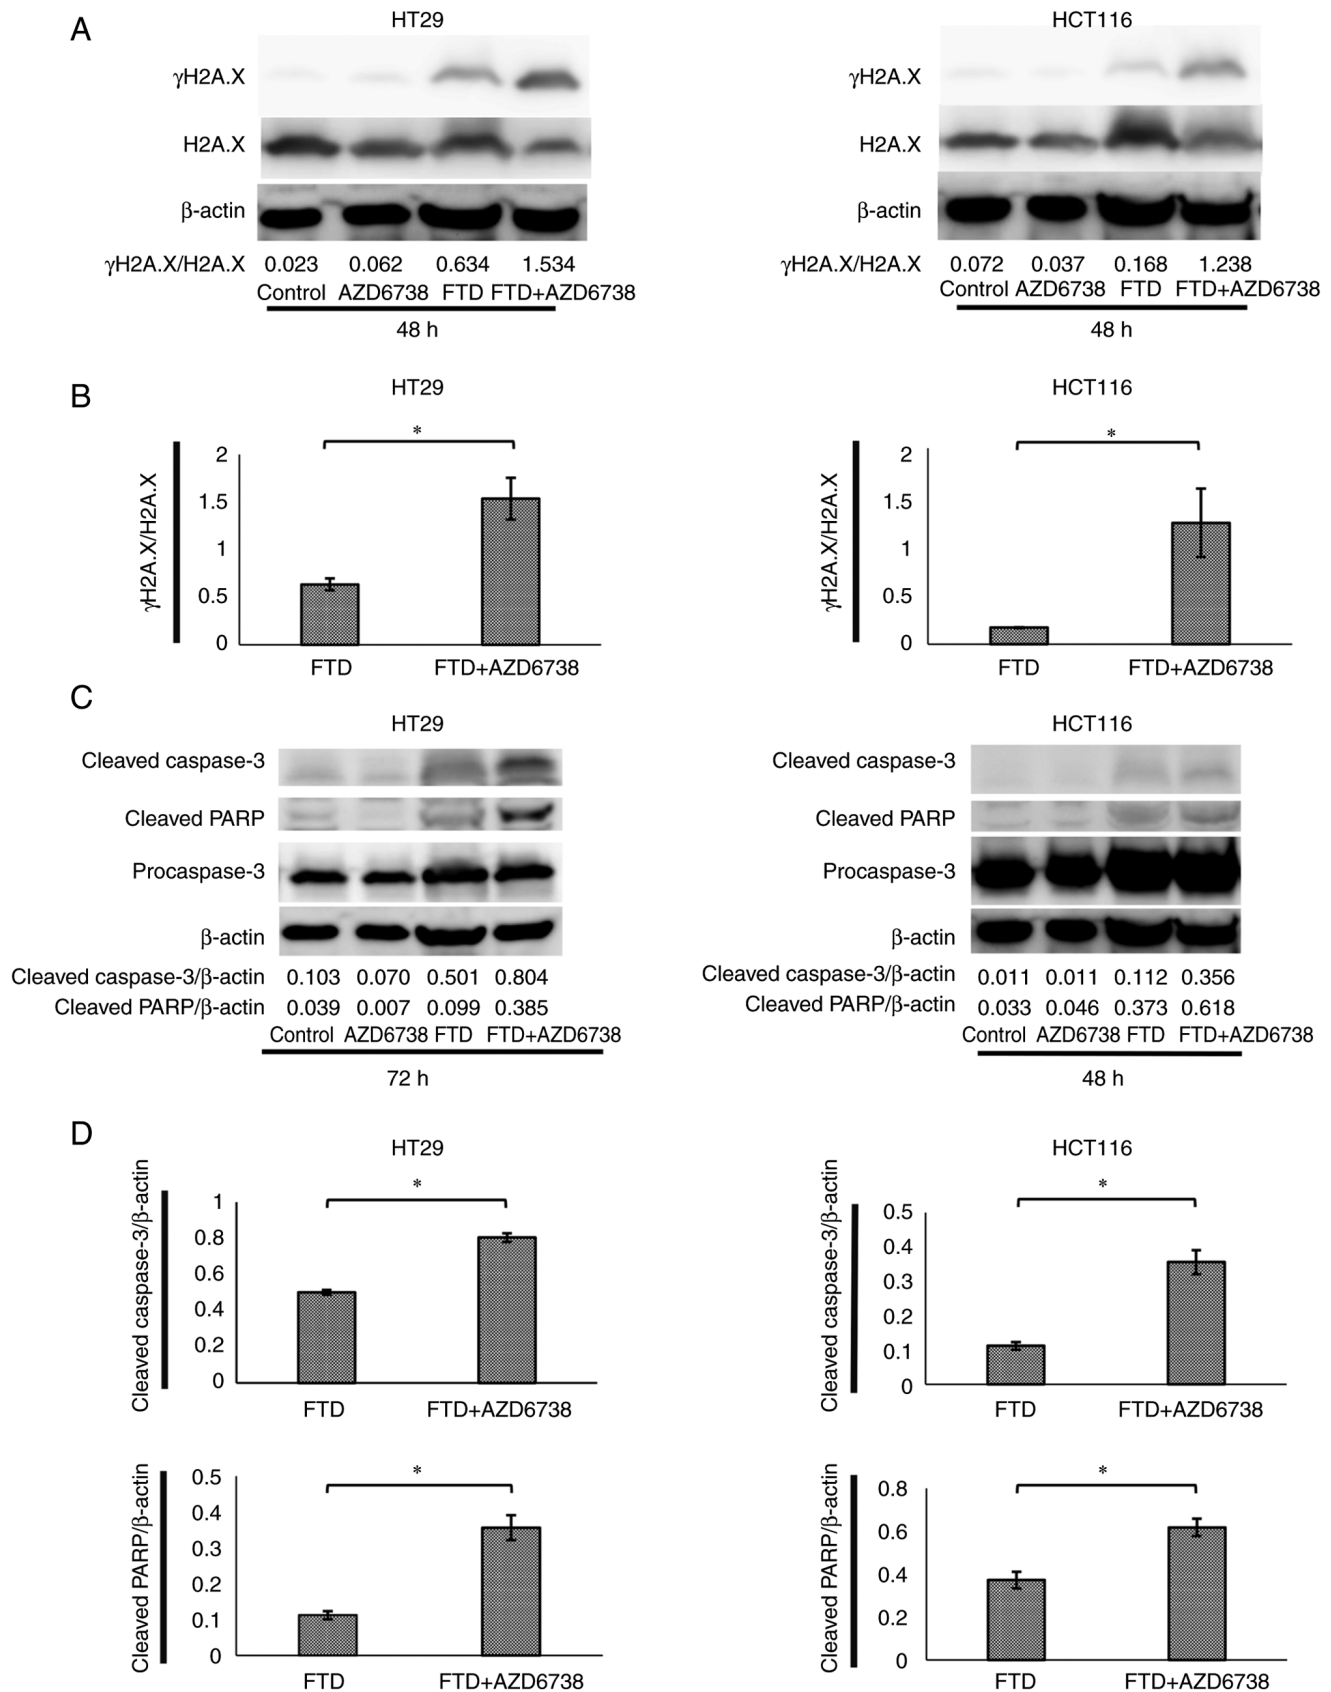 A
HT29 HCT116
γH2A.X γH2A.X
H2A.X H2A.X
β-actin β-actin
γH2A.X/H2A.X 0.023 0.062 0.634 1.534 γH2A.X/H2A.X 0.072 0.037 0.168 1.238
Control AZD6738 FTD FTD+AZD6738 Control AZD6738 FTD FTD+AZD6738
48 h 48 h
B
HT29 HCT116
* *
γH2A.X/H2A.X γH2A.X/H2A.X
2 2
1.5 1.5
1 1
0.5 0.5
0 0
FTD FTD+AZD6738 FTD FTD+AZD6738
C
HT29 HCT116
Cleaved caspase-3 Cleaved caspase-3
Cleaved PARP Cleaved PARP
Procaspase-3 Procaspase-3
β-actin β-actin
Cleaved caspase-3/β-actin 0.103 0.070 0.501 0.804 Cleaved caspase-3/β-actin 0.011 0.011 0.112 0.356
Cleaved PARP/β-actin 0.039 0.007 0.099 0.385 Cleaved PARP/β-actin 0.033 0.046 0.373 0.618
Control AZD6738 FTD FTD+AZD6738 Control AZD6738 FTD FTD+AZD6738
72 h 48 h
D
HT29 HCT116
* *
Cleaved caspase-3/β-actin Cleaved caspase-3/β-actin
1 0.5
0.8 0.4
0.6 0.3
0.4 0.2
0.2 0.1
0 0
FTD FTD+AZD6738 FTD FTD+AZD6738
* *
Cleaved PARP/β-actin Cleaved PARP/β-actin
0.5 0.8
0.4 0.6
0.3 0.4
0.2 0.2
0.1 0
0
FTD FTD+AZD6738 FTD FTD+AZD6738